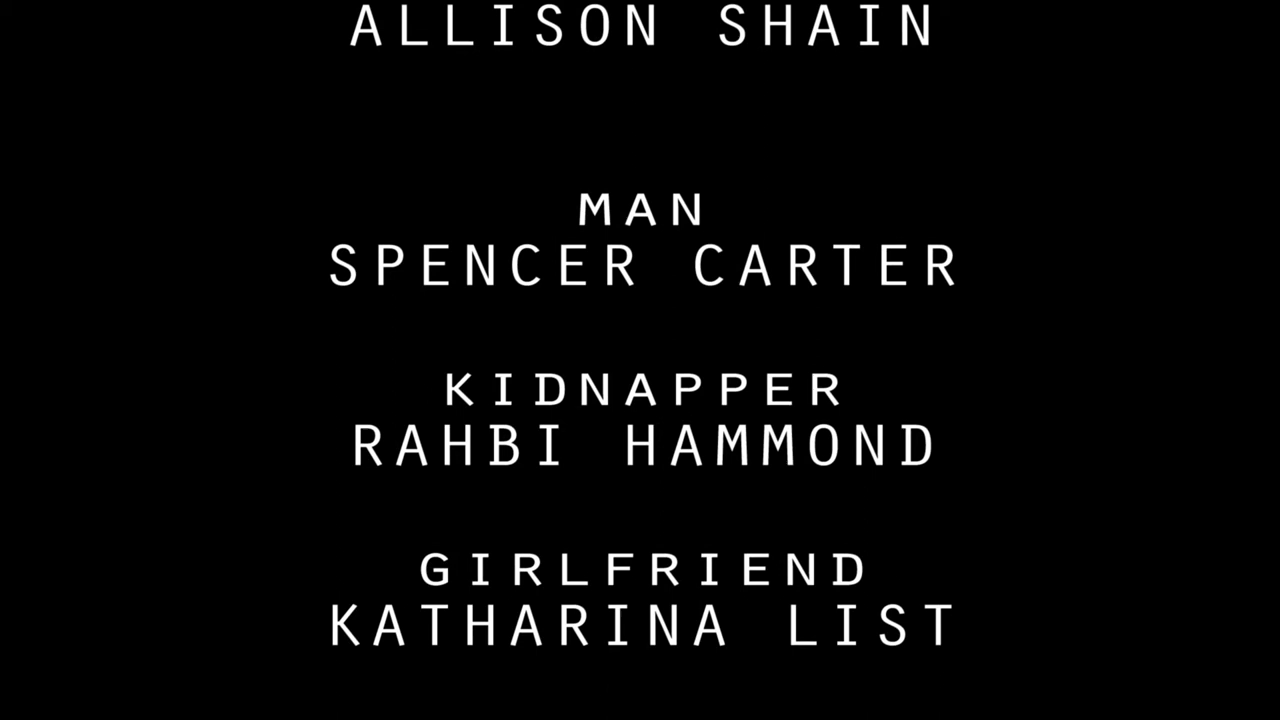 ALLISON SHAIN
MAN
SPENCER CARTER
KIDNAPPER
RAHBI HAMMOND
GIRLFRIEND
KATHARINA LIST